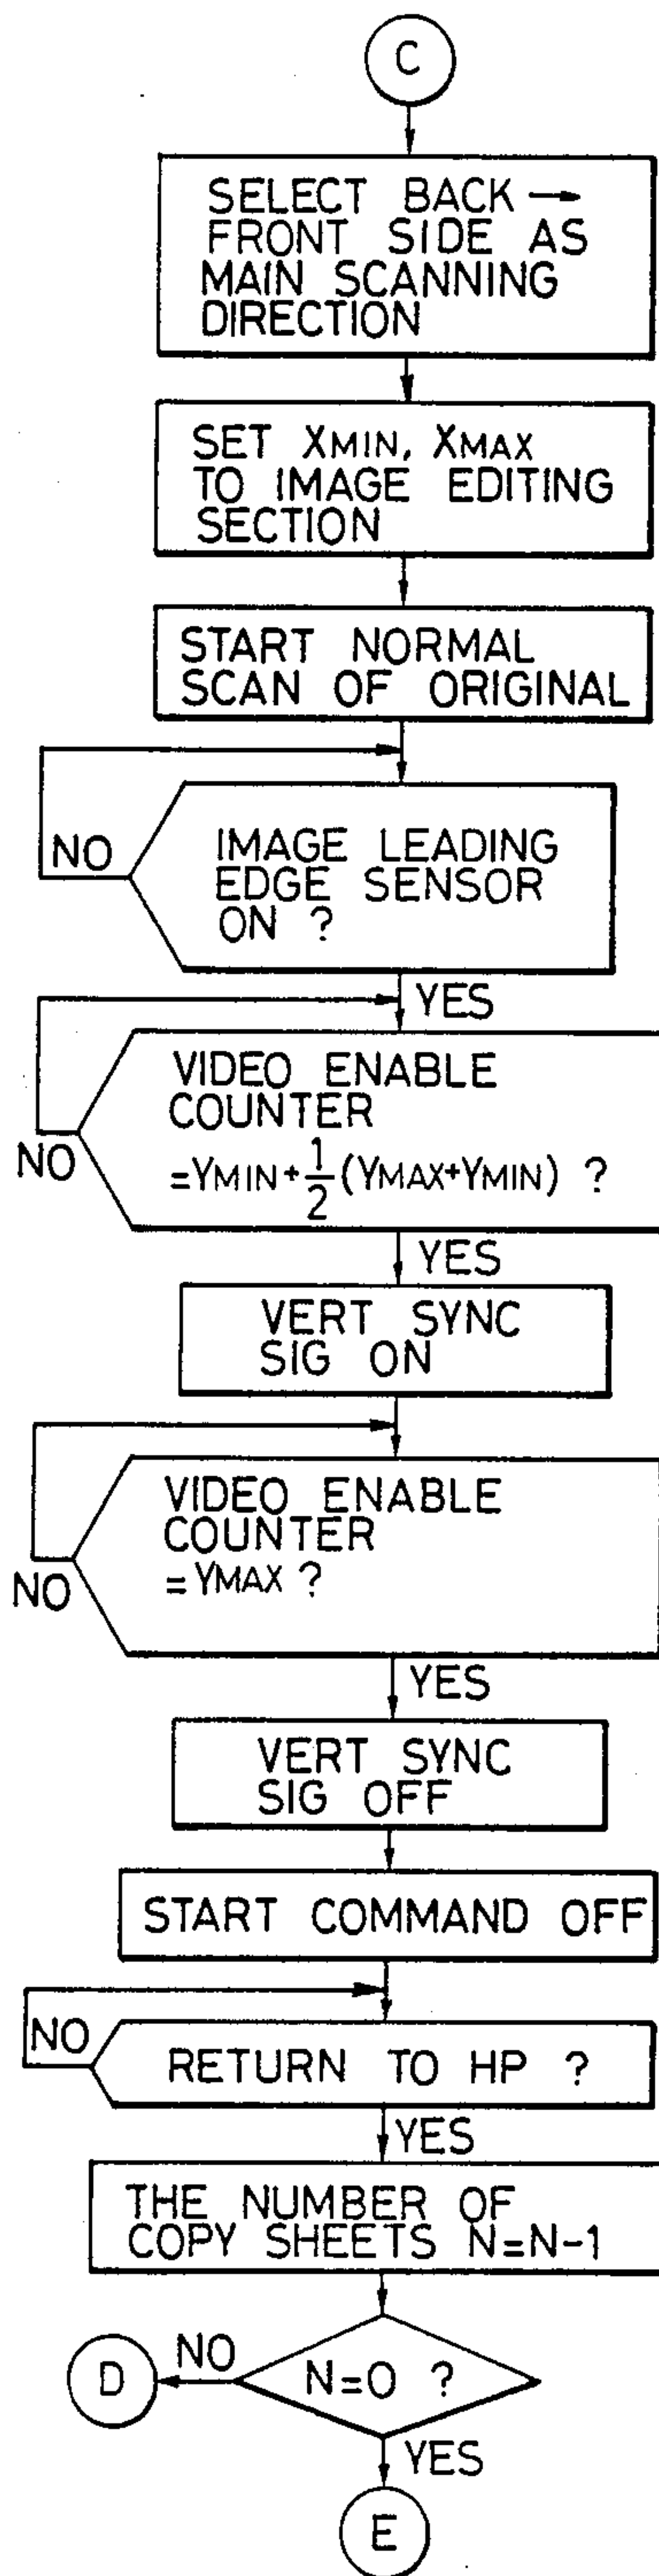 C
SELECT BACK →
FRONT SIDE AS
MAIN SCANNING
DIRECTION
SET XMIN, XMAX
TO IMAGE EDITING
SECTION
START NORMAL
SCAN OF ORIGINAL
NO
IMAGE LEADING
EDGE SENSOR
ON ?
YES
VIDEO ENABLE
COUNTER
=YMIN+1/2(YMAX+YMIN) ?
NO
YES
VERT SYNC
SIG ON
VIDEO ENABLE
COUNTER
=YMAX ?
NO
YES
VERT SYNC
SIG OFF
START COMMAND OFF
NO
RETURN TO HP ?
YES
THE NUMBER OF
COPY SHEETS N=N-1
D
NO
N=0 ?
YES
E